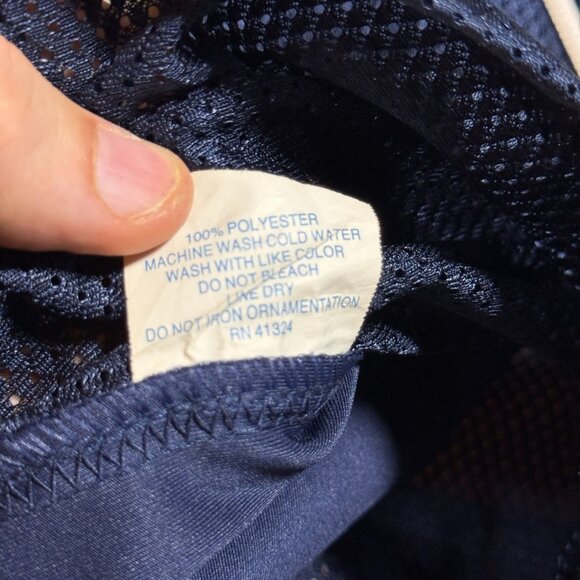 100% POLYESTER
MACHINE WASH COLD WATER
WASH WITH LIKE COLOR
DO NOT BLEACH
LINE DRY
DO NOT IRON ORNAMENTATION
RN 41324